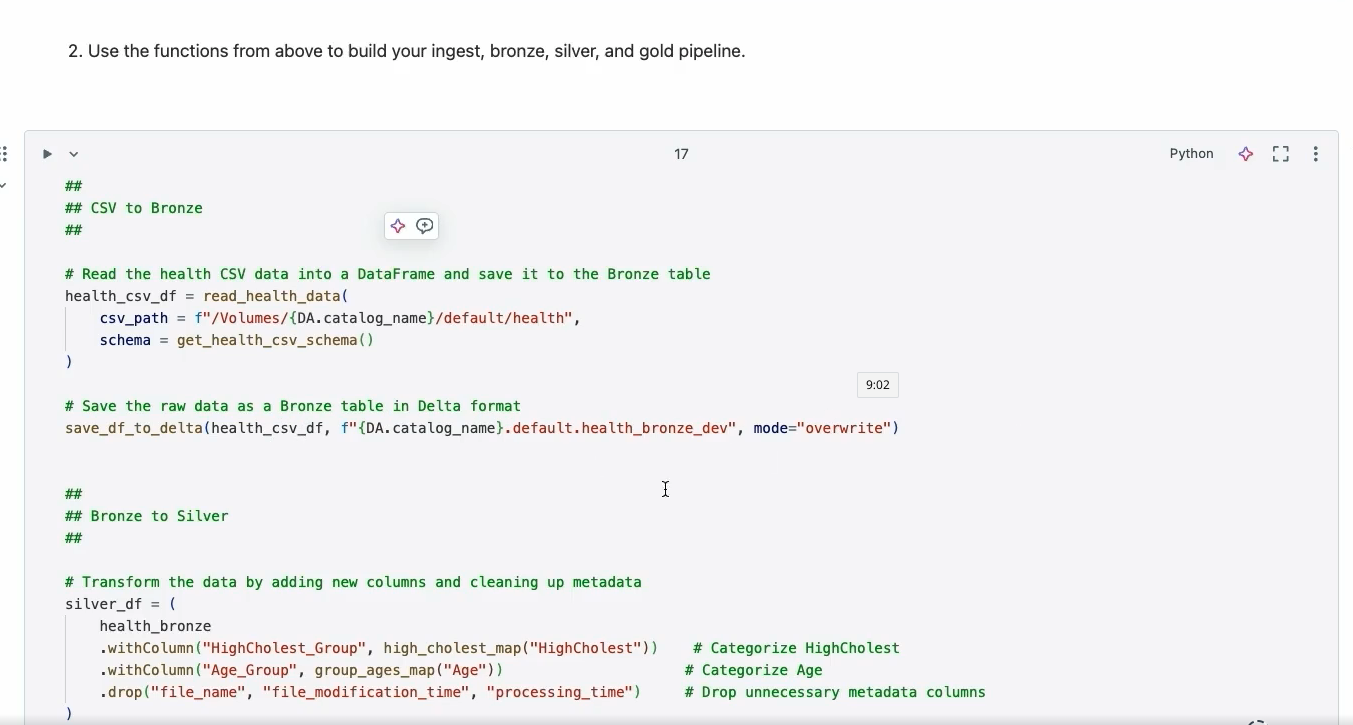 2. Use the functions from above to build your ingest, bronze, silver, and gold pipeline.
17
Python
##
## CSV to Bronze
##
# Read the health CSV data into a DataFrame and save it to the Bronze table
health_csv_df = read_health_data(
    csv_path = f"/Volumes/{DA.catalog_name}/default/health",
    schema = get_health_csv_schema()
)
9:02
# Save the raw data as a Bronze table in Delta format
save_df_to_delta(health_csv_df, f"{DA.catalog_name}.default.health_bronze_dev", mode="overwrite")
##
## Bronze to Silver
##
# Transform the data by adding new columns and cleaning up metadata
silver_df = (
    health_bronze
    .withColumn("HighCholest_Group", high_cholest_map("HighCholest"))    # Categorize HighCholest
    .withColumn("Age_Group", group_ages_map("Age"))                     # Categorize Age
    .drop("file_name", "file_modification_time", "processing_time")     # Drop unnecessary metadata columns
)